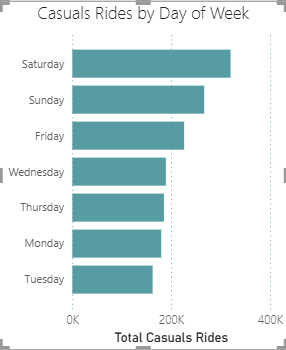 Casuals Rides by Day of Week
Saturday
Sunday
Friday
Wednesday
Thursday
Monday
Tuesday
0K 200K 400K
Total Casuals Rides